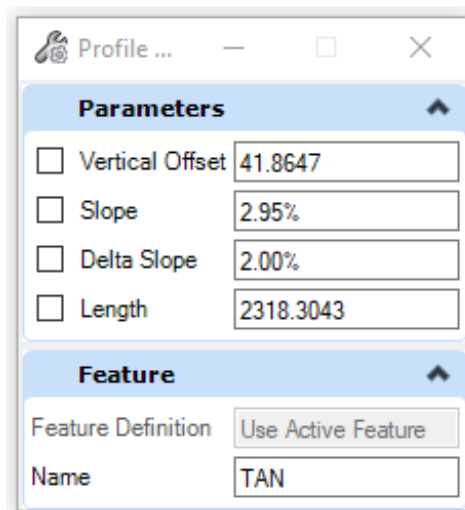 Profile ...
Parameters
Vertical Offset 41.8647
Slope 2.95%
Delta Slope 2.00%
Length 2318.3043
Feature
Feature Definition Use Active Feature
Name TAN